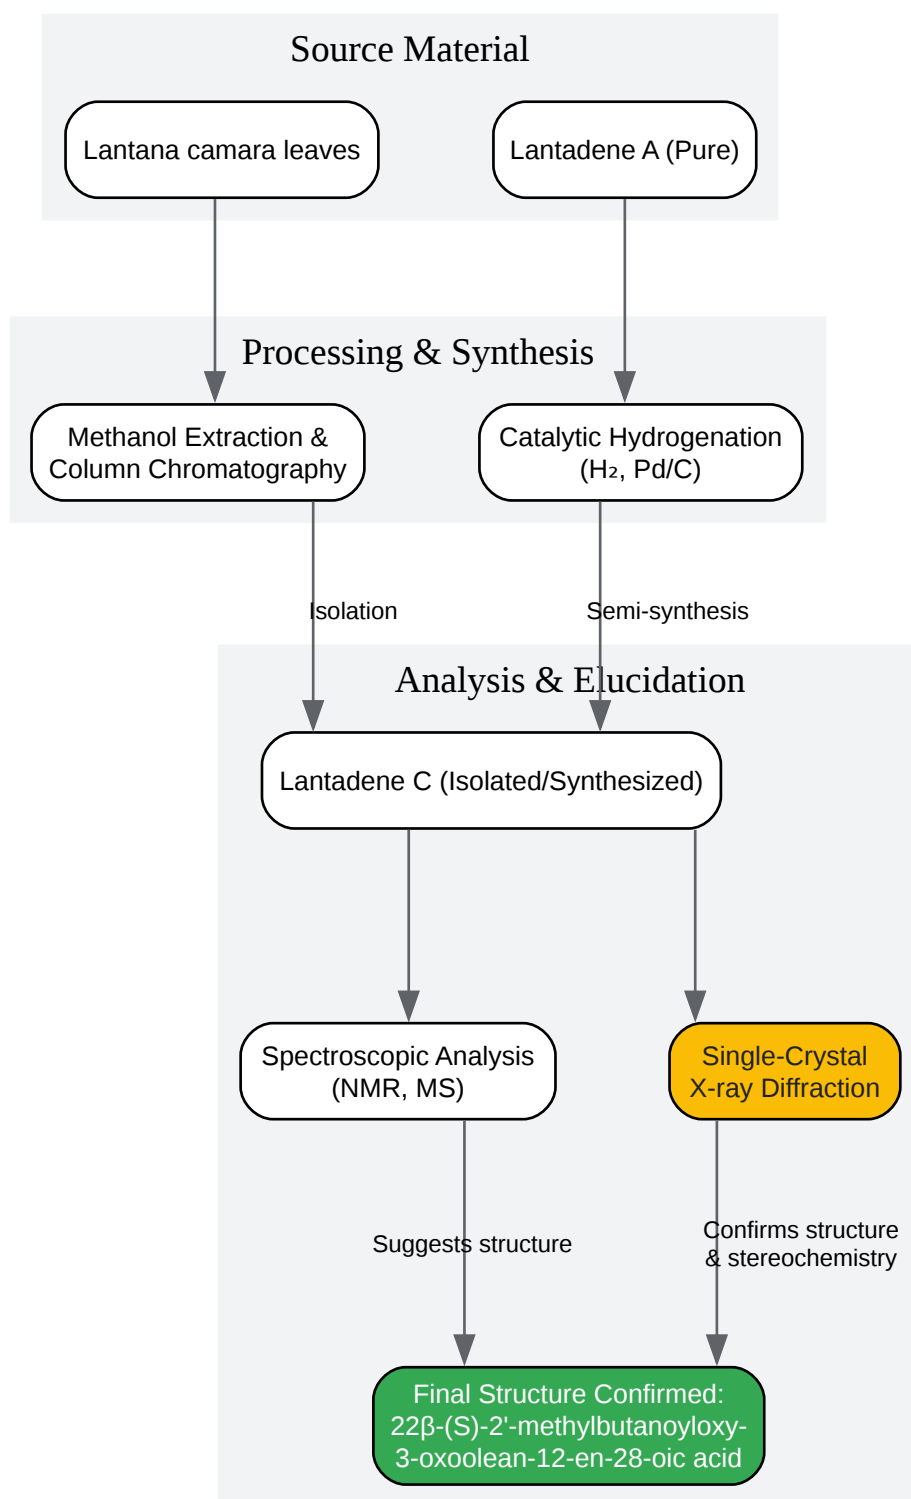 Source Material
Lantana camara leaves
Lantadene A (Pure)
Processing & Synthesis
Methanol Extraction &
Column Chromatography
Catalytic Hydrogenation
(H₂, Pd/C)
Isolation
Semi-synthesis
Analysis & Elucidation
Lantadene C (Isolated/Synthesized)
Spectroscopic Analysis
(NMR, MS)
Single-Crystal
X-ray Diffraction
Suggests structure
Confirms structure
& stereochemistry
Final Structure Confirmed:
22β-(S)-2'-methylbutanoyloxy-
3-oxoolean-12-en-28-oic acid